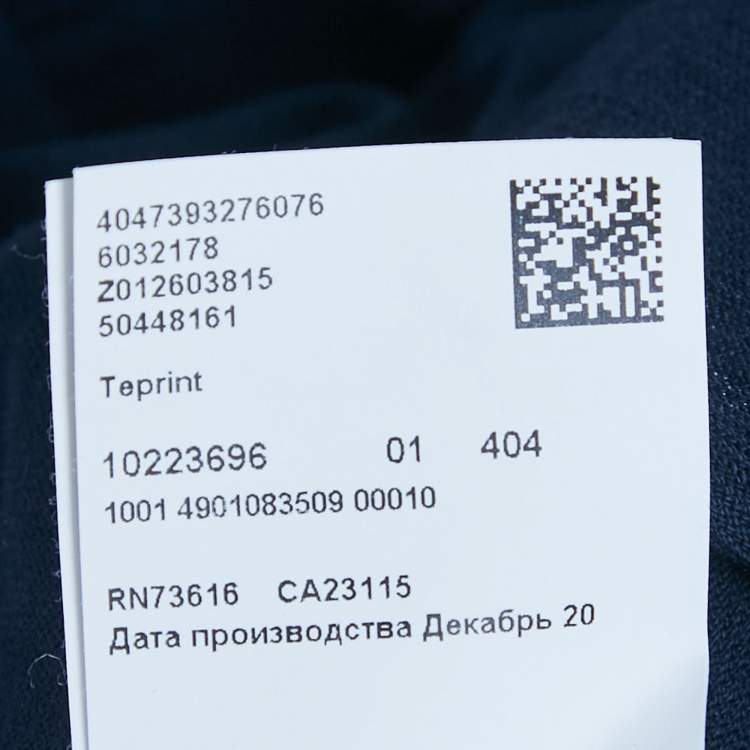 4047393276076
6032178
Z012603815
50448161
Teprint
10223696 01 404
1001 4901083509 00010
RN73616 CA23115
Дата производства Декабрь 20